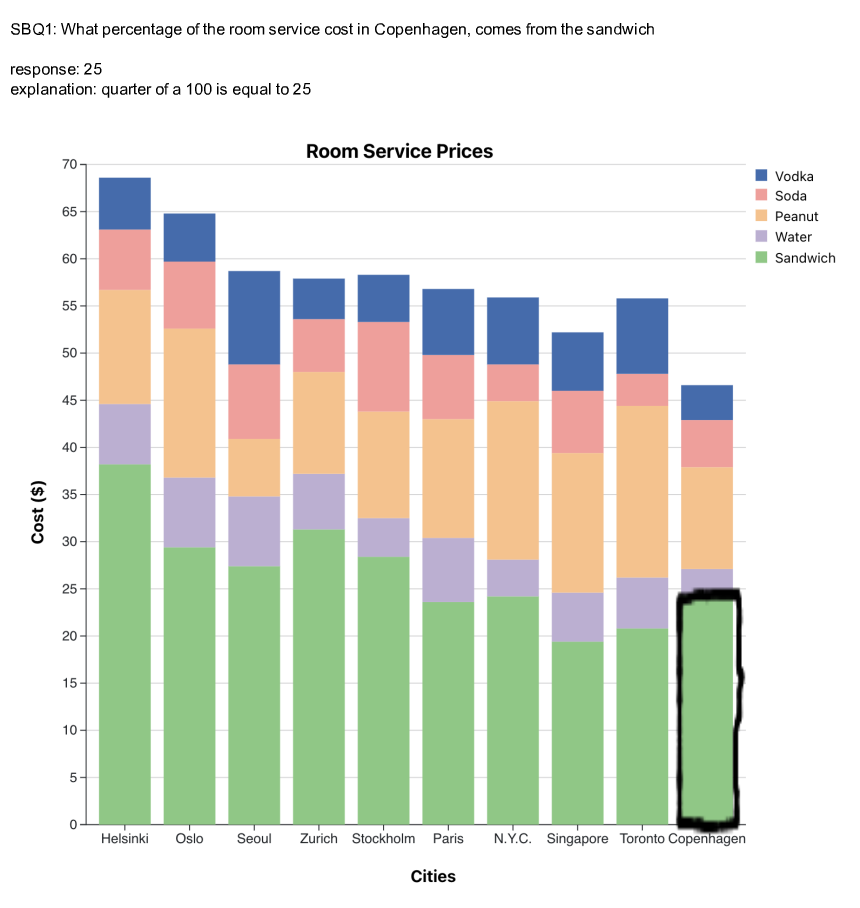 SBQ1: What percentage of the room service cost in Copenhagen, comes from the sandwich
response: 25
explanation: quarter of a 100 is equal to 25
Room Service Prices
Vodka
Soda
Peanut
Water
Sandwich
70
65
60
55
50
45
40
35
30
25
20
15
10
5
0
Cost ($)
Helsinki Oslo Seoul Zurich Stockholm Paris N.Y.C. Singapore Toronto Copenhagen
Cities